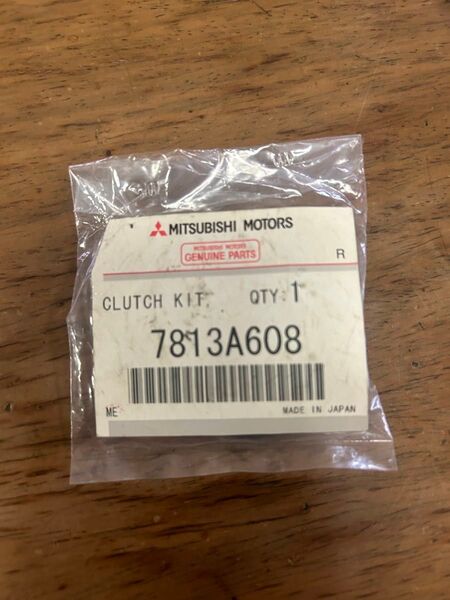 MITSUBISHI MOTORS
MITSUBISHI MOTORS
GENUINE PARTS
R
CLUTCH KIT, QTY:1
7813A608
ME
MADE IN JAPAN